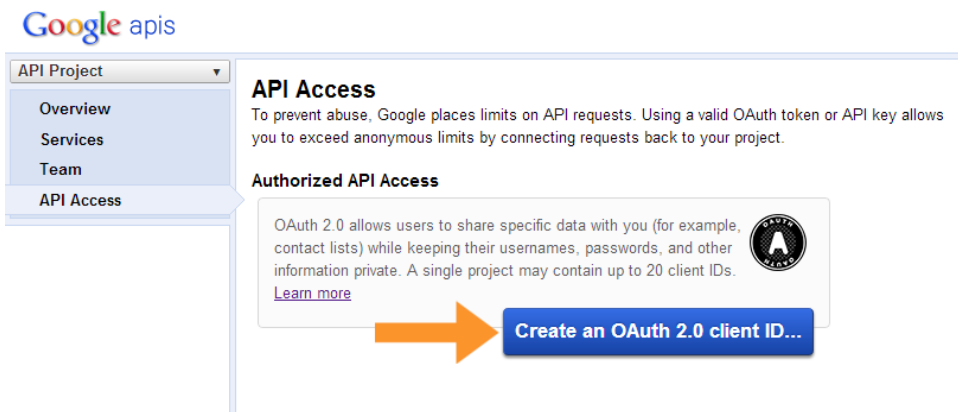 Google apis
API Project
Overview
Services
Team
API Access
API Access
To prevent abuse, Google places limits on API requests. Using a valid OAuth token or API key allows
you to exceed anonymous limits by connecting requests back to your project.
Authorized API Access
OAuth 2.0 allows users to share specific data with you (for example,
contact lists) while keeping their usernames, passwords, and other
information private. A single project may contain up to 20 client IDs.
Learn more
OAUTH
A
OAUTH
Create an OAuth 2.0 client ID...